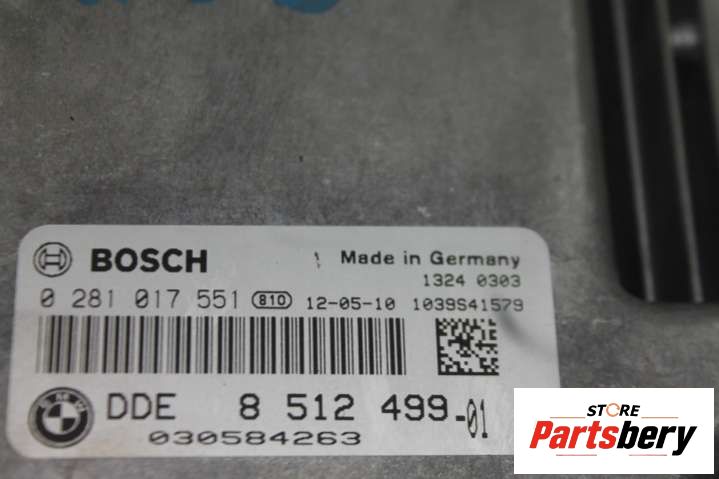 BOSCH
Made in Germany
1324 0303
0 281 017 551 810 12-05-10 1039S41579
DDE 8 512 499-01
030584263
STORE
Partsbery